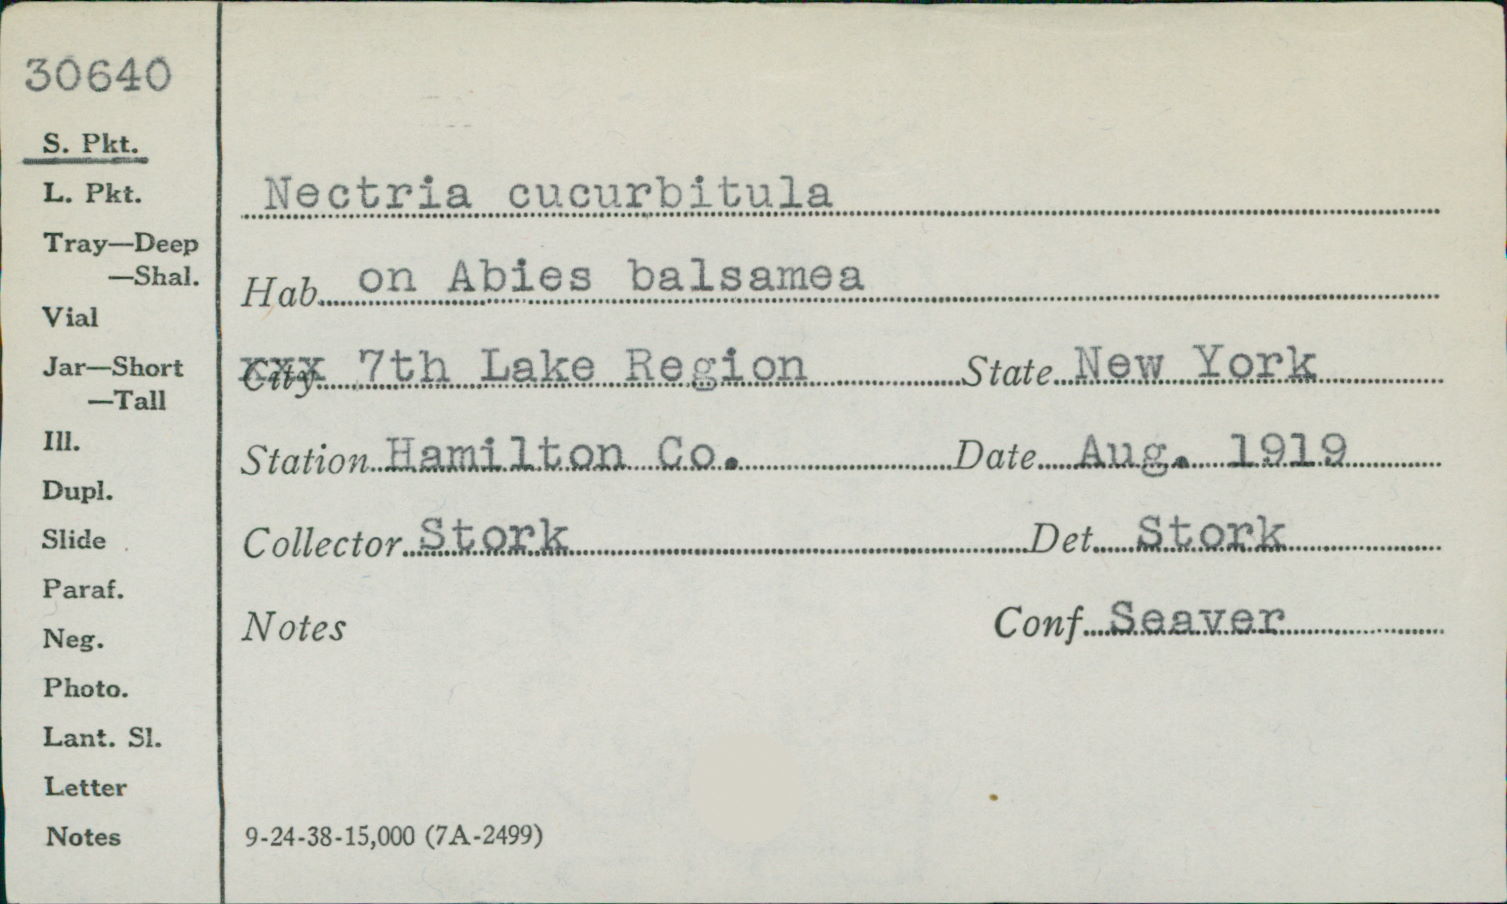 30640
S. Pkt.
L. Pkt.
Tray—Deep
—Shal.
Vial
Jar—Short
—Tall
Ill.
Dupl.
Slide
Paraf.
Neg.
Photo.
Lant. Sl.
Letter
Notes
Nectria cucurbitula
Hab. on Abies balsamea
City xxx 7th Lake Region State New York
Station Hamilton Co. Date Aug. 1919
Collector Stork Det. Stork
Notes Conf. Seaver
9-24-38-15,000 (7A-2499)